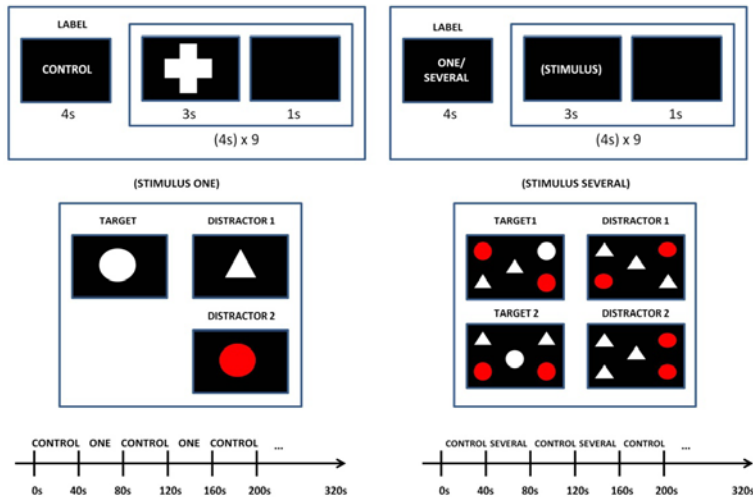 LABEL
CONTROL
4s
3s
1s
(4s) x 9
LABEL
ONE/
SEVERAL
(STIMULUS)
4s
3s
1s
(4s) x 9
(STIMULUS ONE)
TARGET
DISTRACTOR 1
DISTRACTOR 2
(STIMULUS SEVERAL)
TARGET1
DISTRACTOR 1
TARGET 2
DISTRACTOR 2
CONTROL ONE CONTROL ONE CONTROL ...
0s 40s 80s 120s 160s 200s 320s
CONTROL SEVERAL CONTROL SEVERAL CONTROL ...
0s 40s 80s 120s 160s 200s 320s